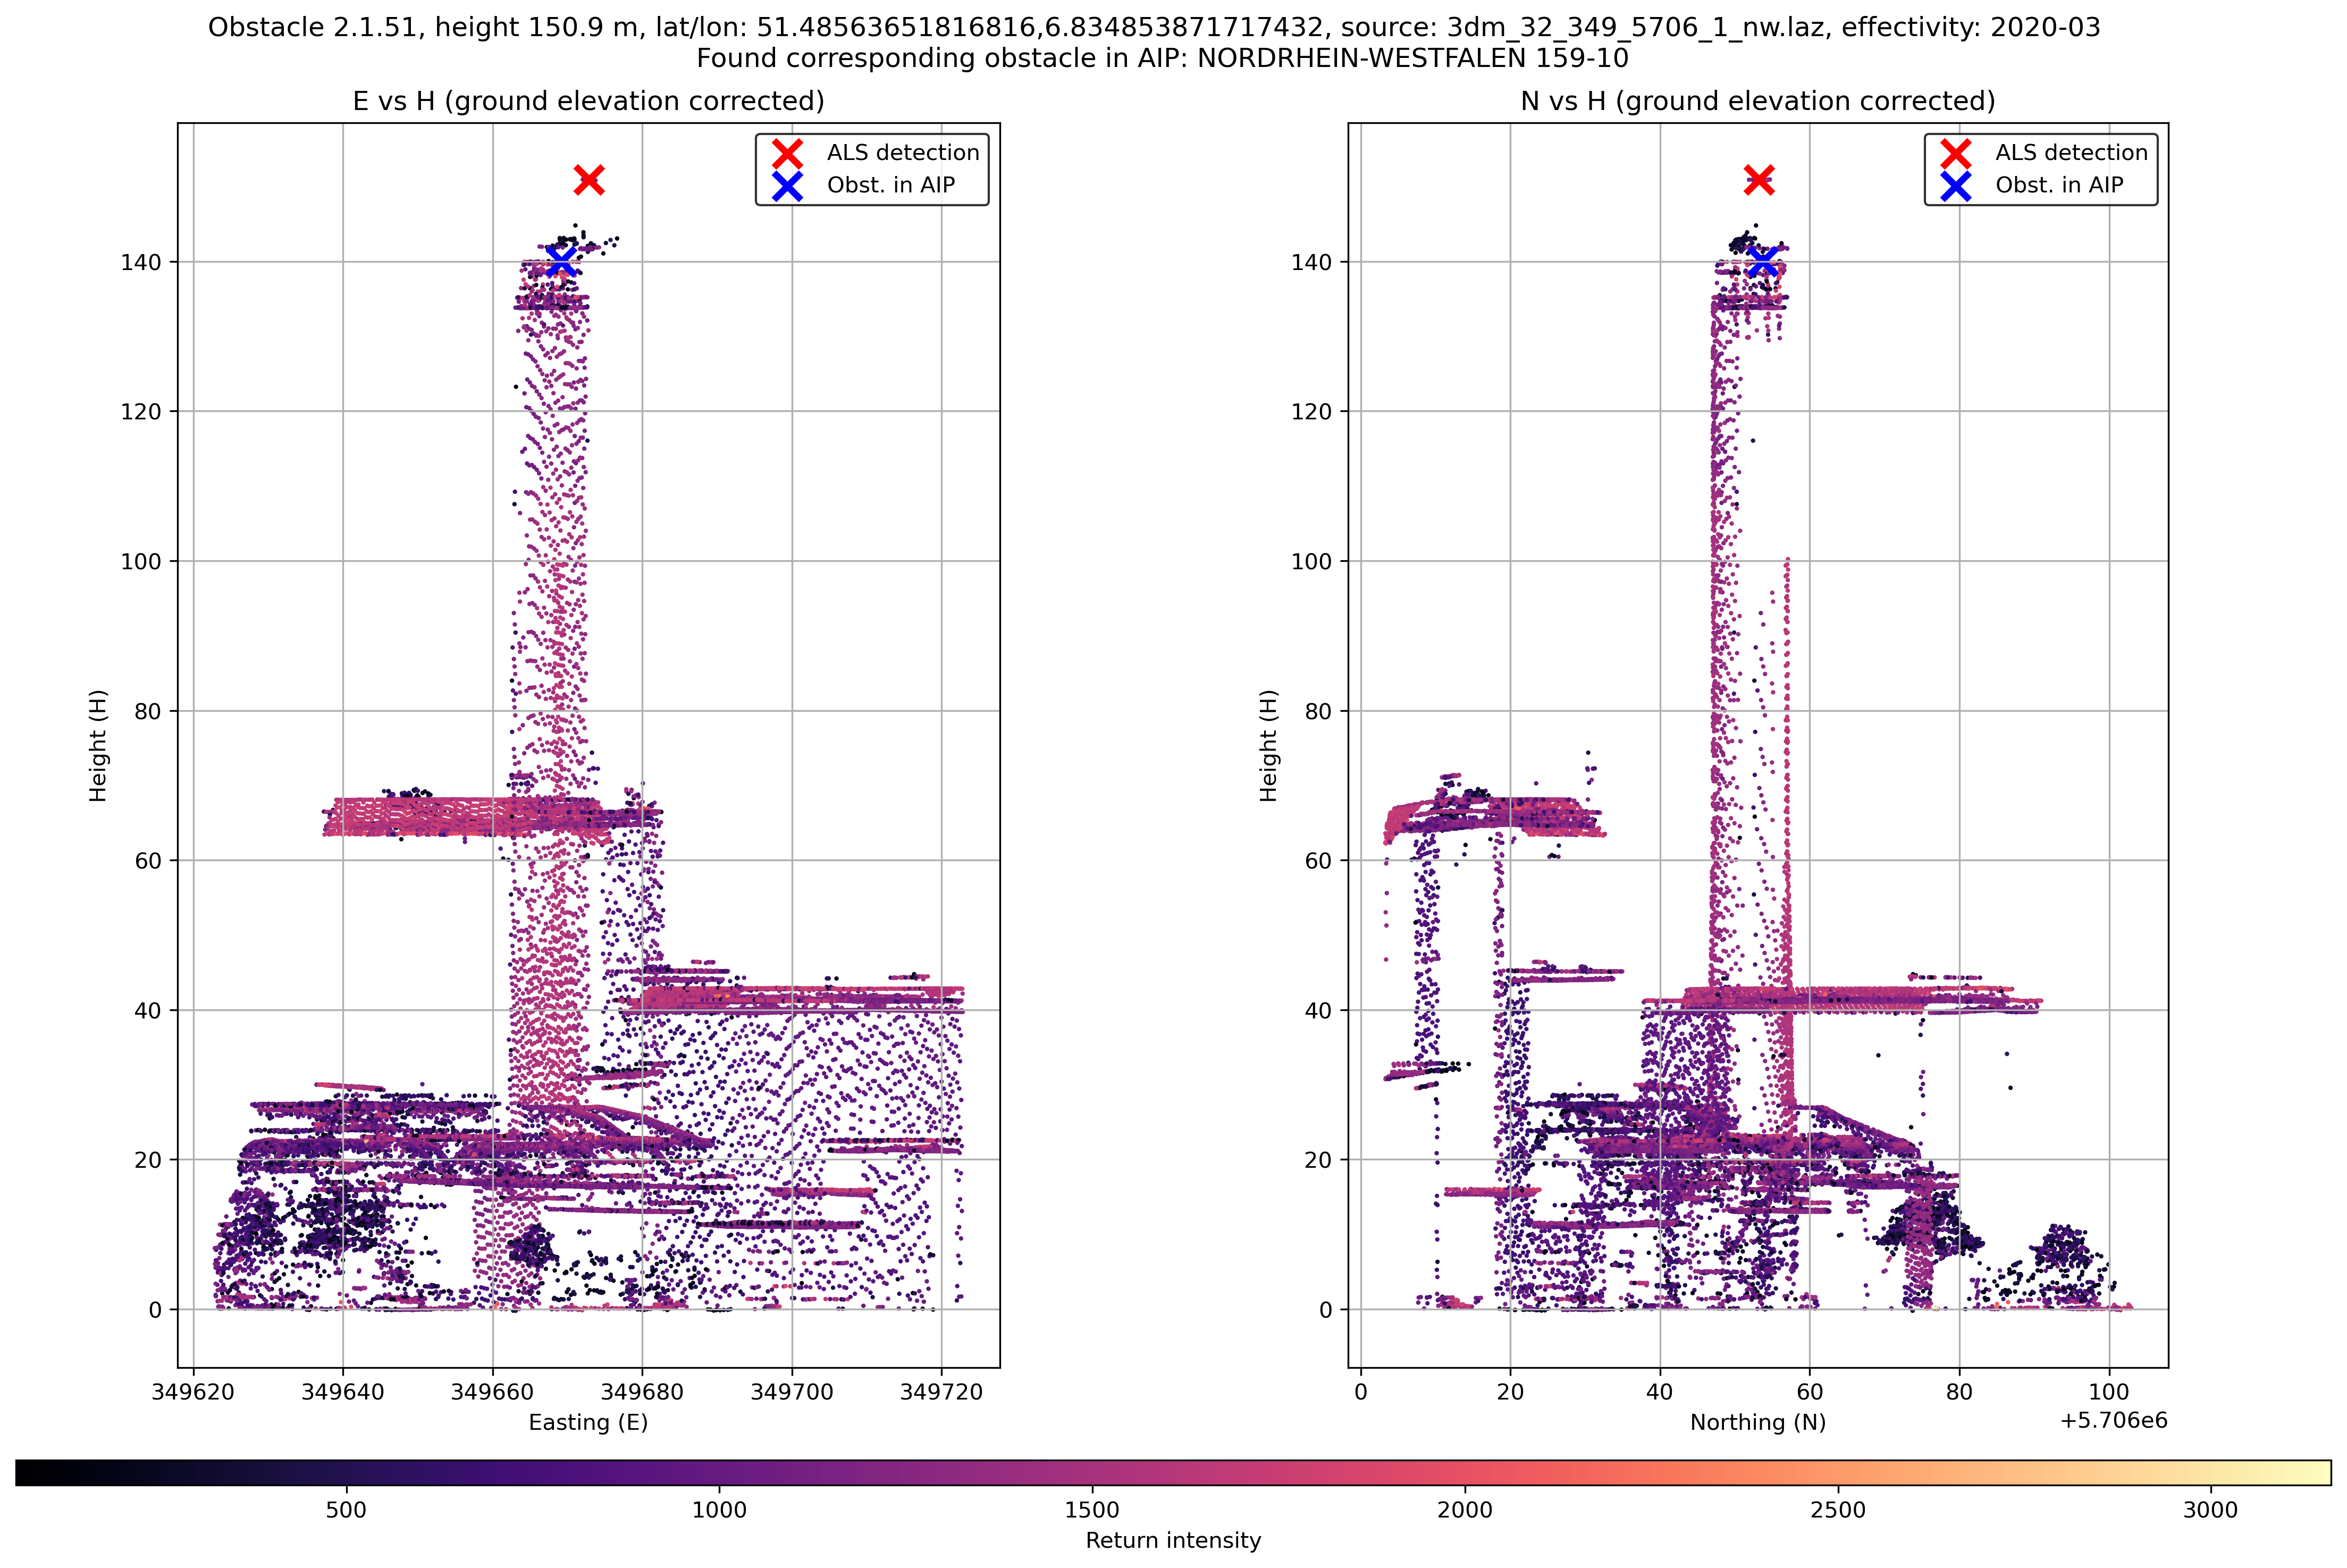 Obstacle 2.1.51, height 150.9 m, lat/lon: 51.48563651816816,6.834853871717432, source: 3dm_32_349_5706_1_nw.laz, effectivity: 2020-03
Found corresponding obstacle in AIP: NORDRHEIN-WESTFALEN 159-10
E vs H (ground elevation corrected)
ALS detection
Obst. in AIP
140
120
100
80
60
40
20
0
Height (H)
349620 349640 349660 349680 349700 349720
Easting (E)
N vs H (ground elevation corrected)
ALS detection
Obst. in AIP
140
120
100
80
60
40
20
0
Height (H)
0 20 40 60 80 100
Northing (N)
+5.706e6
500 1000 1500 2000 2500 3000
Return intensity